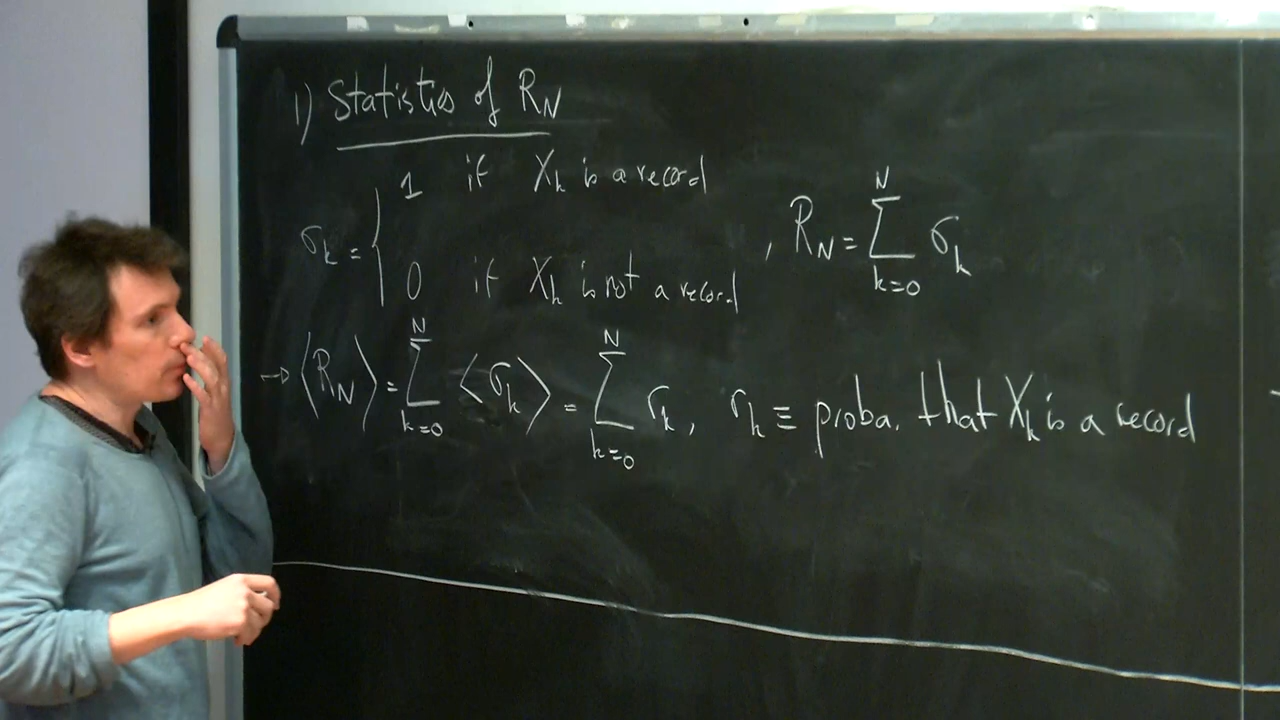 1) Statistics of R_N
σ_k = { 1 if X_k is a record
0 if X_k is not a record
, R_N = Σ_{k=0}^{N} σ_k
→ ⟨R_N⟩ = Σ_{k=0}^{N} ⟨σ_k⟩ = Σ_{k=0}^{N} r_k, r_k ≡ proba. that X_k is a record